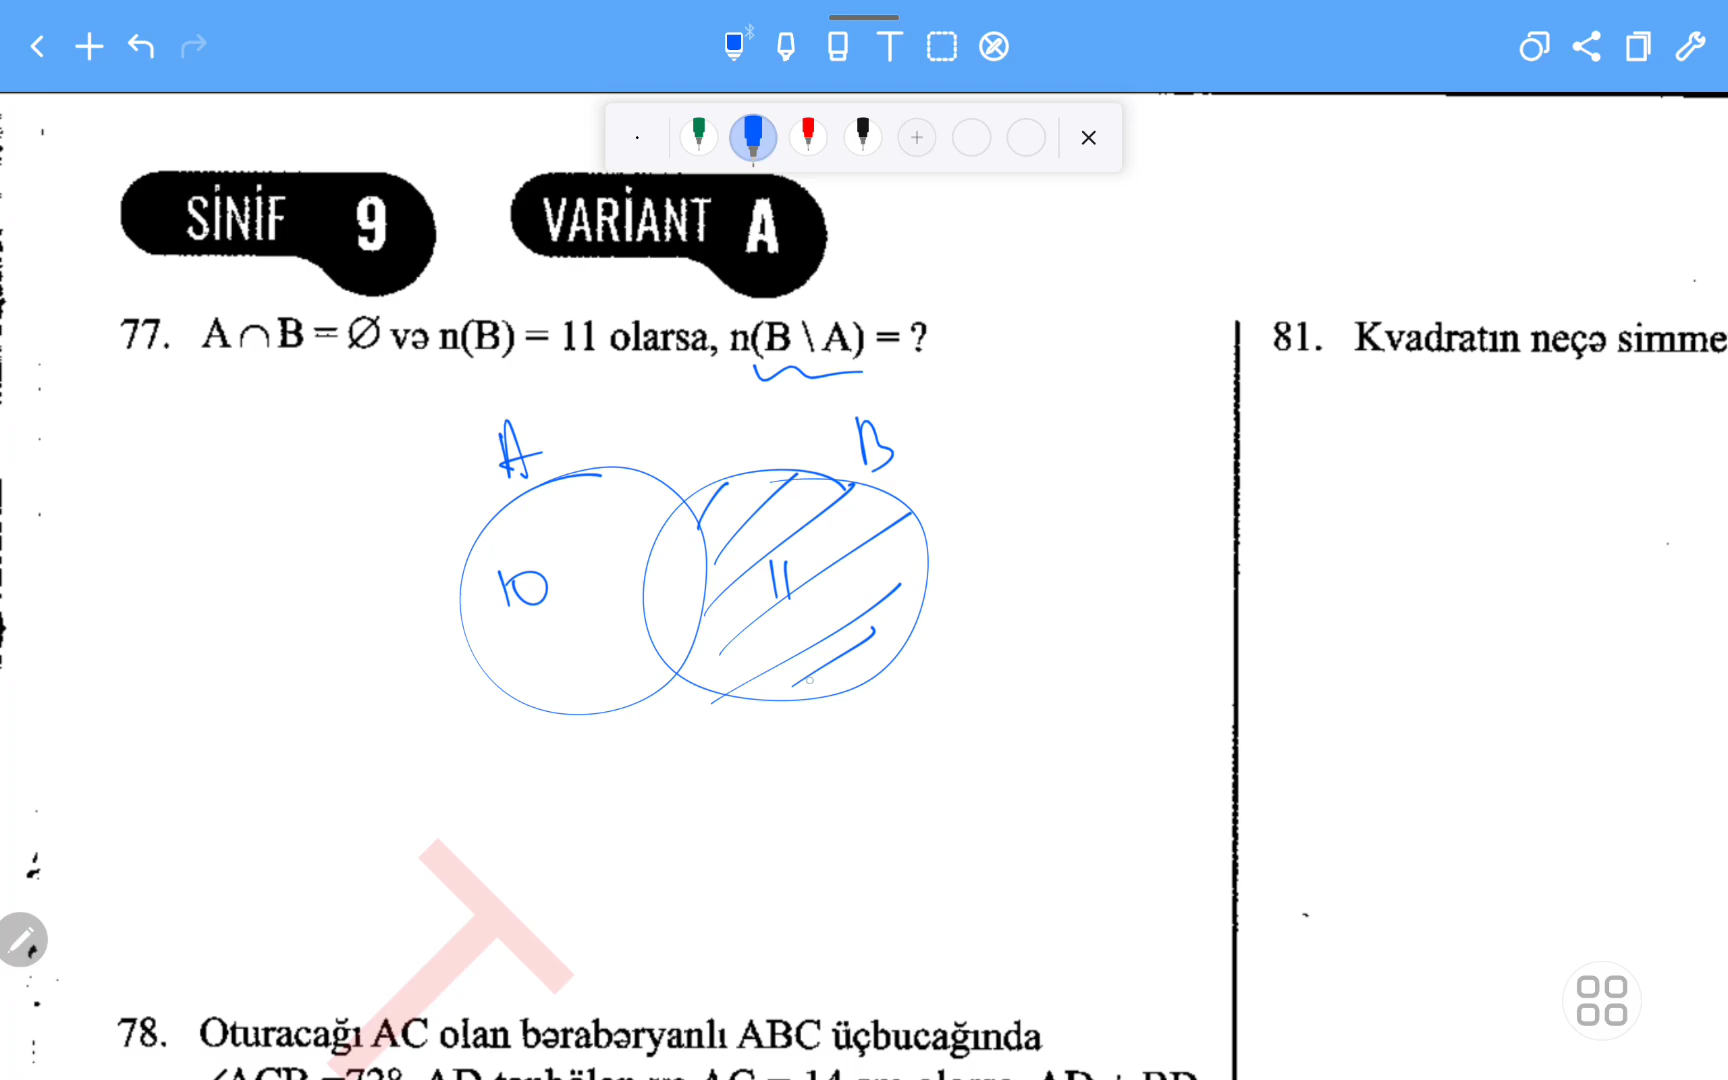 SİNİF 9
VARİANT A
77. A∩B = Ø və n(B) = 11 olarsa, n(B \ A) = ?
A
B
10
11
78. Oturacağı AC olan bərabəryanlı ABC üçbucağında
81. Kvadratın neçə simme
T